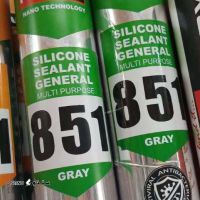 NANO TECHNOLOGY
SILICONE
SEALANT
GENERAL
MULTI PURPOSE
851
GRAY
SILICONE
SEALANT
GENERAL
MULTI PURPOSE
851
GRAY